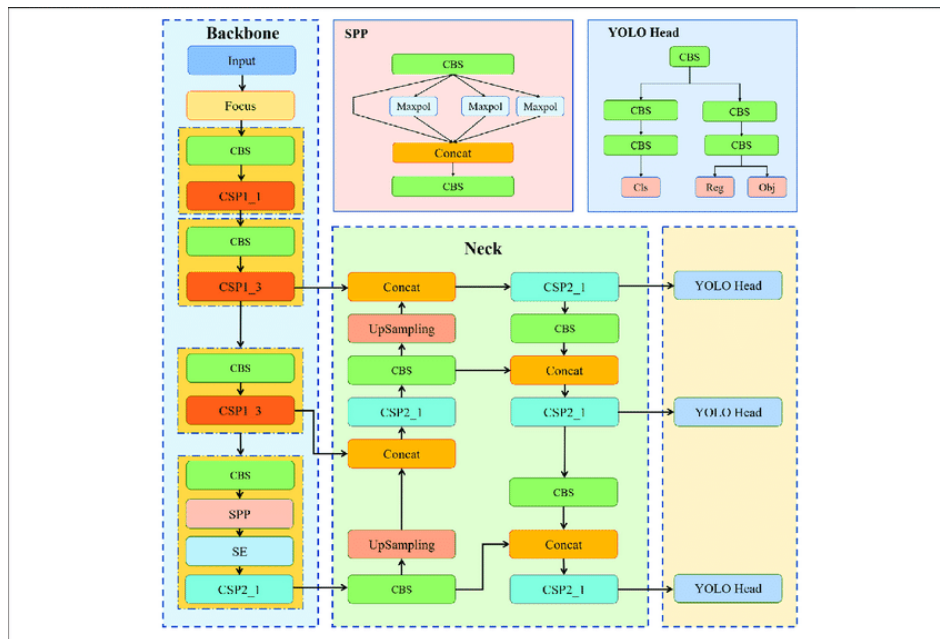 Backbone
Input
Focus
CBS
CSP1_1
CBS
CSP1_3
CBS
CSP1_3
CBS
SPP
SE
CSP2_1
SPP
CBS
Maxpol
Maxpol
Maxpol
Concat
CBS
YOLO Head
CBS
CBS
CBS
CBS
CBS
Cls
Reg
Obj
Neck
Concat
UpSampling
CBS
CSP2_1
Concat
UpSampling
CBS
CSP2_1
CBS
Concat
CSP2_1
CBS
Concat
CSP2_1
YOLO Head
YOLO Head
YOLO Head